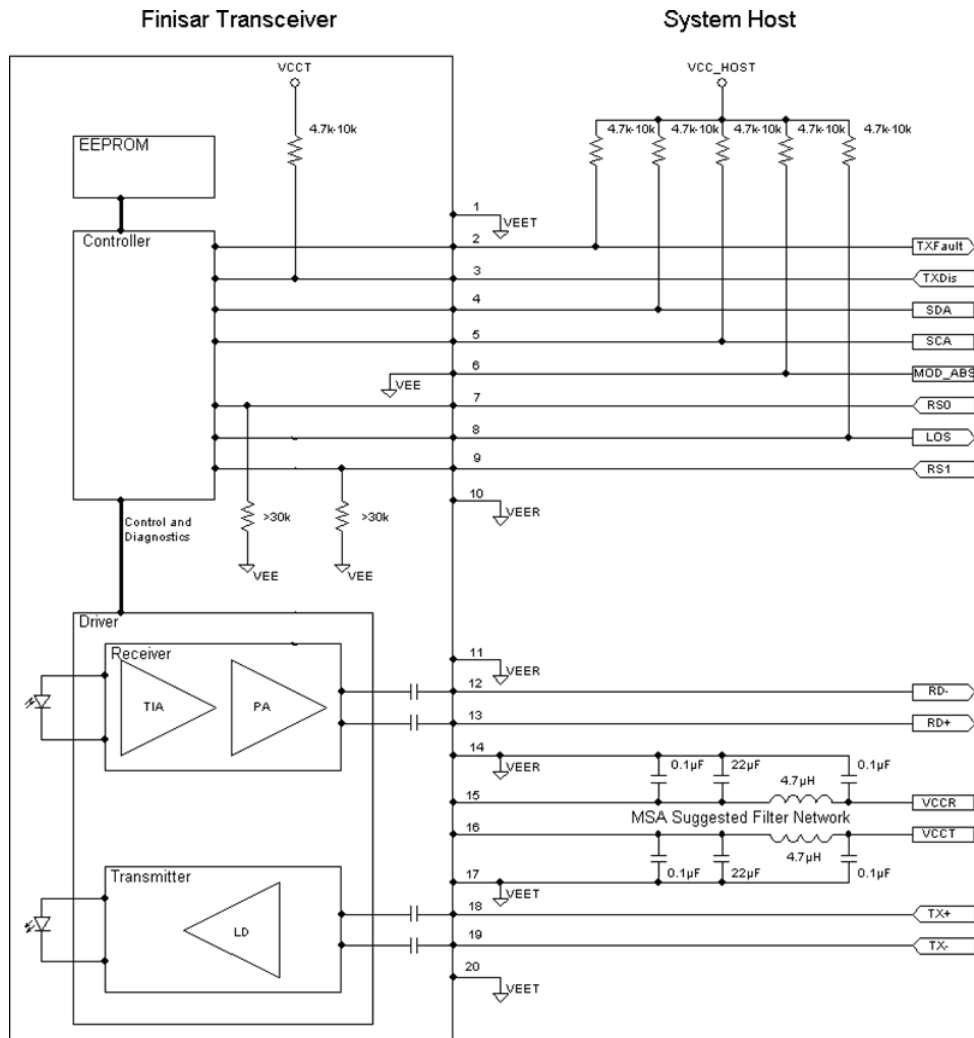 Finisar Transceiver
System Host
VCCT
VCC_HOST
4.7k-10k
4.7k-10k
4.7k-10k
4.7k-10k
4.7k-10k
4.7k-10k
EEPROM
Controller
1
VEET
2
TXFault
3
TXDis
4
SDA
5
SCA
6
MOD_ABS
VEE
7
RS0
8
LOS
9
RS1
10
VEER
>30k
>30k
Control and
Diagnostics
VEE
VEE
Driver
Receiver
TIA
PA
11
VEER
12
RD-
13
RD+
14
VEER
0.1µF
22µF
4.7µH
0.1µF
15
VCCR
MSA Suggested Filter Network
16
VCCT
4.7µH
0.1µF
22µF
0.1µF
17
VEET
Transmitter
LD
18
TX+
19
TX-
20
VEET